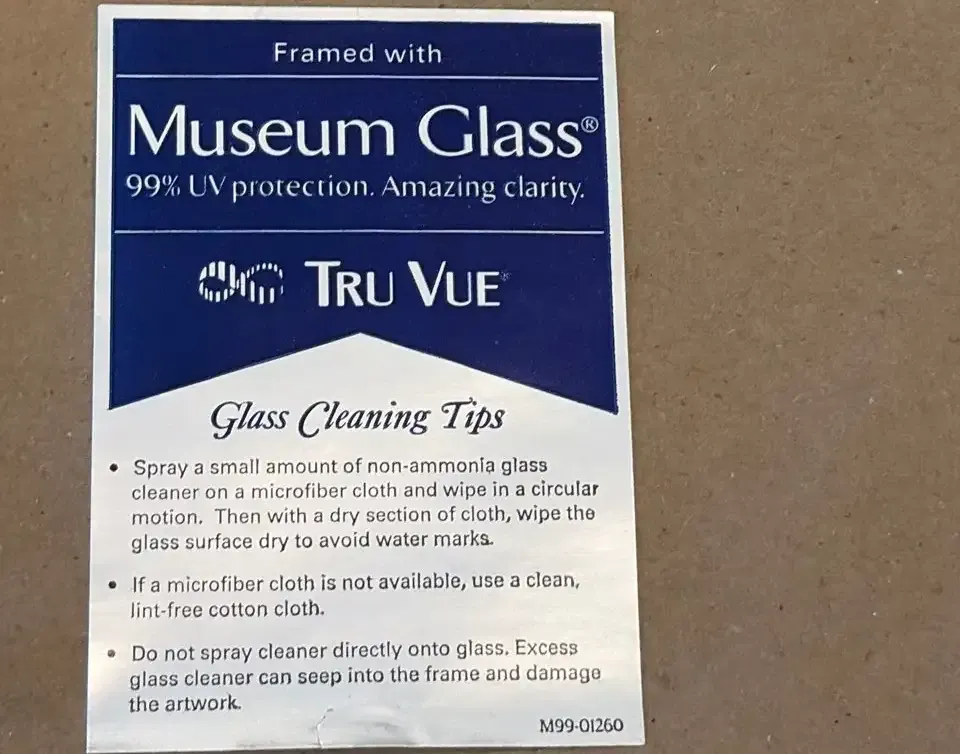 Framed with
Museum Glass®
99% UV protection. Amazing clarity.
TRU VUE®
Glass Cleaning Tips
• Spray a small amount of non-ammonia glass
cleaner on a microfiber cloth and wipe in a circular
motion. Then with a dry section of cloth, wipe the
glass surface dry to avoid water marks.
• If a microfiber cloth is not available, use a clean,
lint-free cotton cloth.
• Do not spray cleaner directly onto glass. Excess
glass cleaner can seep into the frame and damage
the artwork.
M99-01260